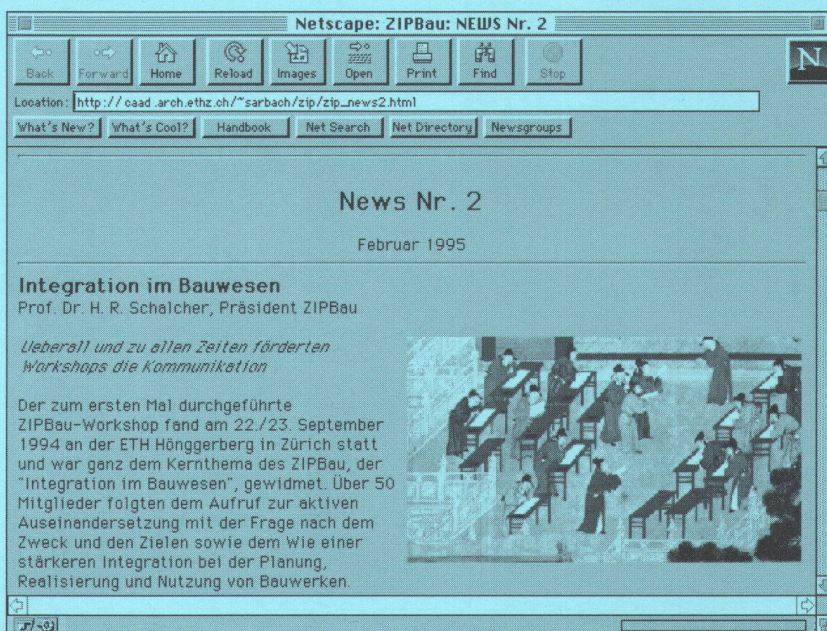 Netscape: ZIPBau: NEWS Nr. 2
Back Forward Home Reload Images Open Print Find Stop
N
Location: http://caad.arch.ethz.ch/~sarbach/zip/zip_news2.html
What's New? What's Cool? Handbook Net Search Net Directory Newsgroups
News Nr. 2
Februar 1995
Integration im Bauwesen
Prof. Dr. H. R. Schalcher, Präsident ZIPBau
Ueberall und zu allen Zeiten förderten
Workshops die Kommunikation
Der zum ersten Mal durchgeführte
ZIPBau-Workshop fand am 22./23. September
1994 an der ETH Hönggerberg in Zürich statt
und war ganz dem Kernthema des ZIPBau, der
"Integration im Bauwesen", gewidmet. Über 50
Mitglieder folgten dem Aufruf zur aktiven
Auseinandersetzung mit der Frage nach dem
Zweck und den Zielen sowie dem Wie einer
stärkeren Integration bei der Planung,
Realisierung und Nutzung von Bauwerken.